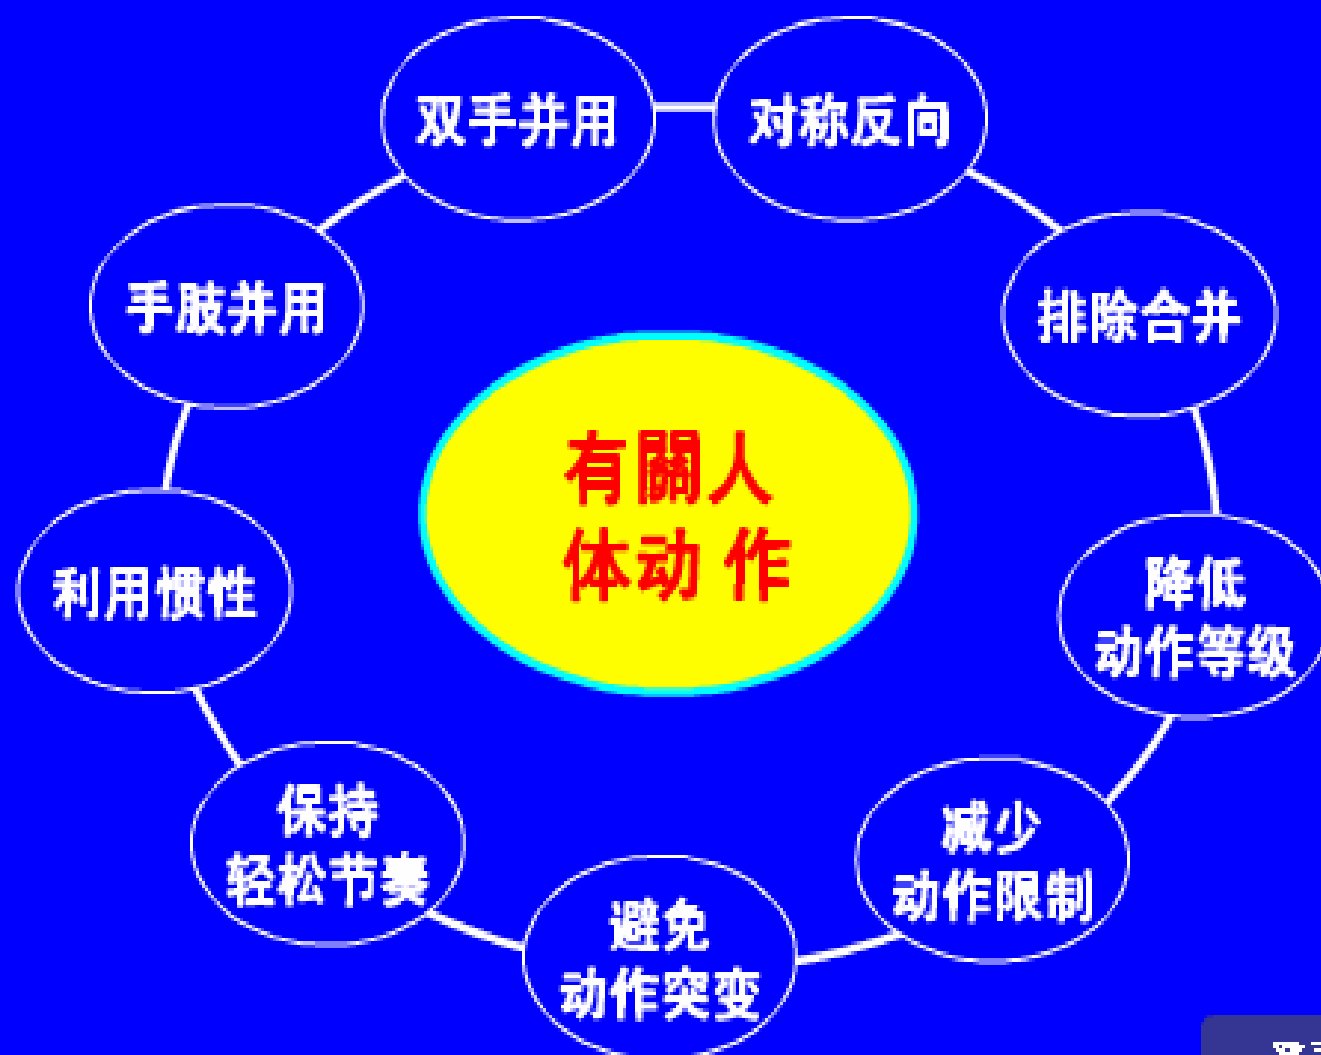 双手并用
对称反向
手肢并用
排除合并
有關人
体动 作
利用惯性
降低
动作等级
保持
轻松节奏
减少
动作限制
避免
动作突变